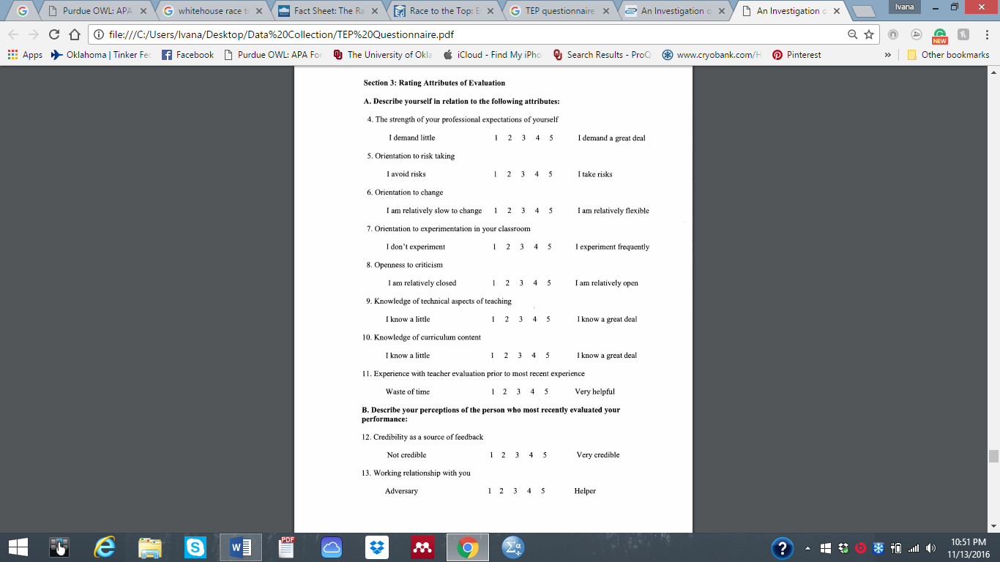 Purdue OWL: APA
whitehouse race to
Fact Sheet: The Ra
Race to the Top: E
TEP questionnaire
An Investigation o
An Investigation o
Ivana
file:///C:/Users/Ivana/Desktop/Data%20Collection/TEP%20Questionnaire.pdf
NEW
Apps
Oklahoma | Tinker Fed
Facebook
Purdue OWL: APA For
The University of Okla
iCloud - Find My iPho
Search Results - ProQ
www.cryobank.com/H
Pinterest
»
Other bookmarks
Section 3: Rating Attributes of Evaluation
A. Describe yourself in relation to the following attributes:
4. The strength of your professional expectations of yourself
I demand little 1 2 3 4 5 I demand a great deal
5. Orientation to risk taking
I avoid risks 1 2 3 4 5 I take risks
6. Orientation to change
I am relatively slow to change 1 2 3 4 5 I am relatively flexible
7. Orientation to experimentation in your classroom
I don't experiment 1 2 3 4 5 I experiment frequently
8. Openness to criticism
I am relatively closed 1 2 3 4 5 I am relatively open
9. Knowledge of technical aspects of teaching
I know a little 1 2 3 4 5 I know a great deal
10. Knowledge of curriculum content
I know a little 1 2 3 4 5 I know a great deal
11. Experience with teacher evaluation prior to most recent experience
Waste of time 1 2 3 4 5 Very helpful
B. Describe your perceptions of the person who most recently evaluated your
performance:
12. Credibility as a source of feedback
Not credible 1 2 3 4 5 Very credible
13. Working relationship with you
Adversary 1 2 3 4 5 Helper
PDF
10:51 PM
11/13/2016